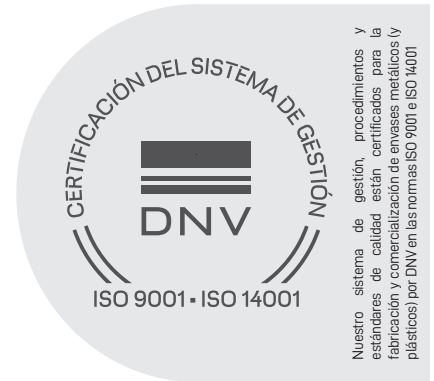 CERTIFICACIÓN DEL SISTEMA DE GESTIÓN
DNV
ISO 9001 ▪ ISO 14001
Nuestro sistema de gestión, procedimientos y
estándares de calidad están certificados para la
fabricación y comercialización de envases metálicos (y
plásticos) por DNV en las normas ISO 9001 e ISO 14001